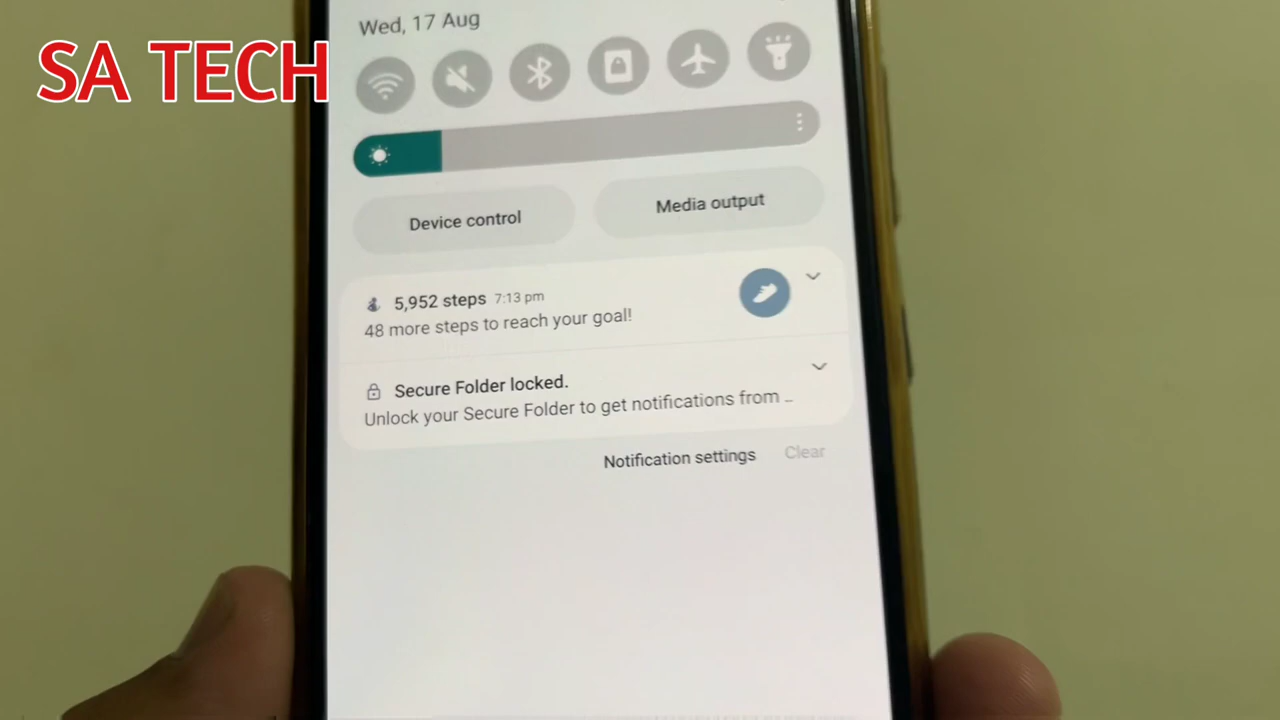 SA TECH
Wed, 17 Aug
Device control
Media output
5,952 steps 7:13 pm
48 more steps to reach your goal!
Secure Folder locked.
Unlock your Secure Folder to get notifications from ..
Notification settings
Clear